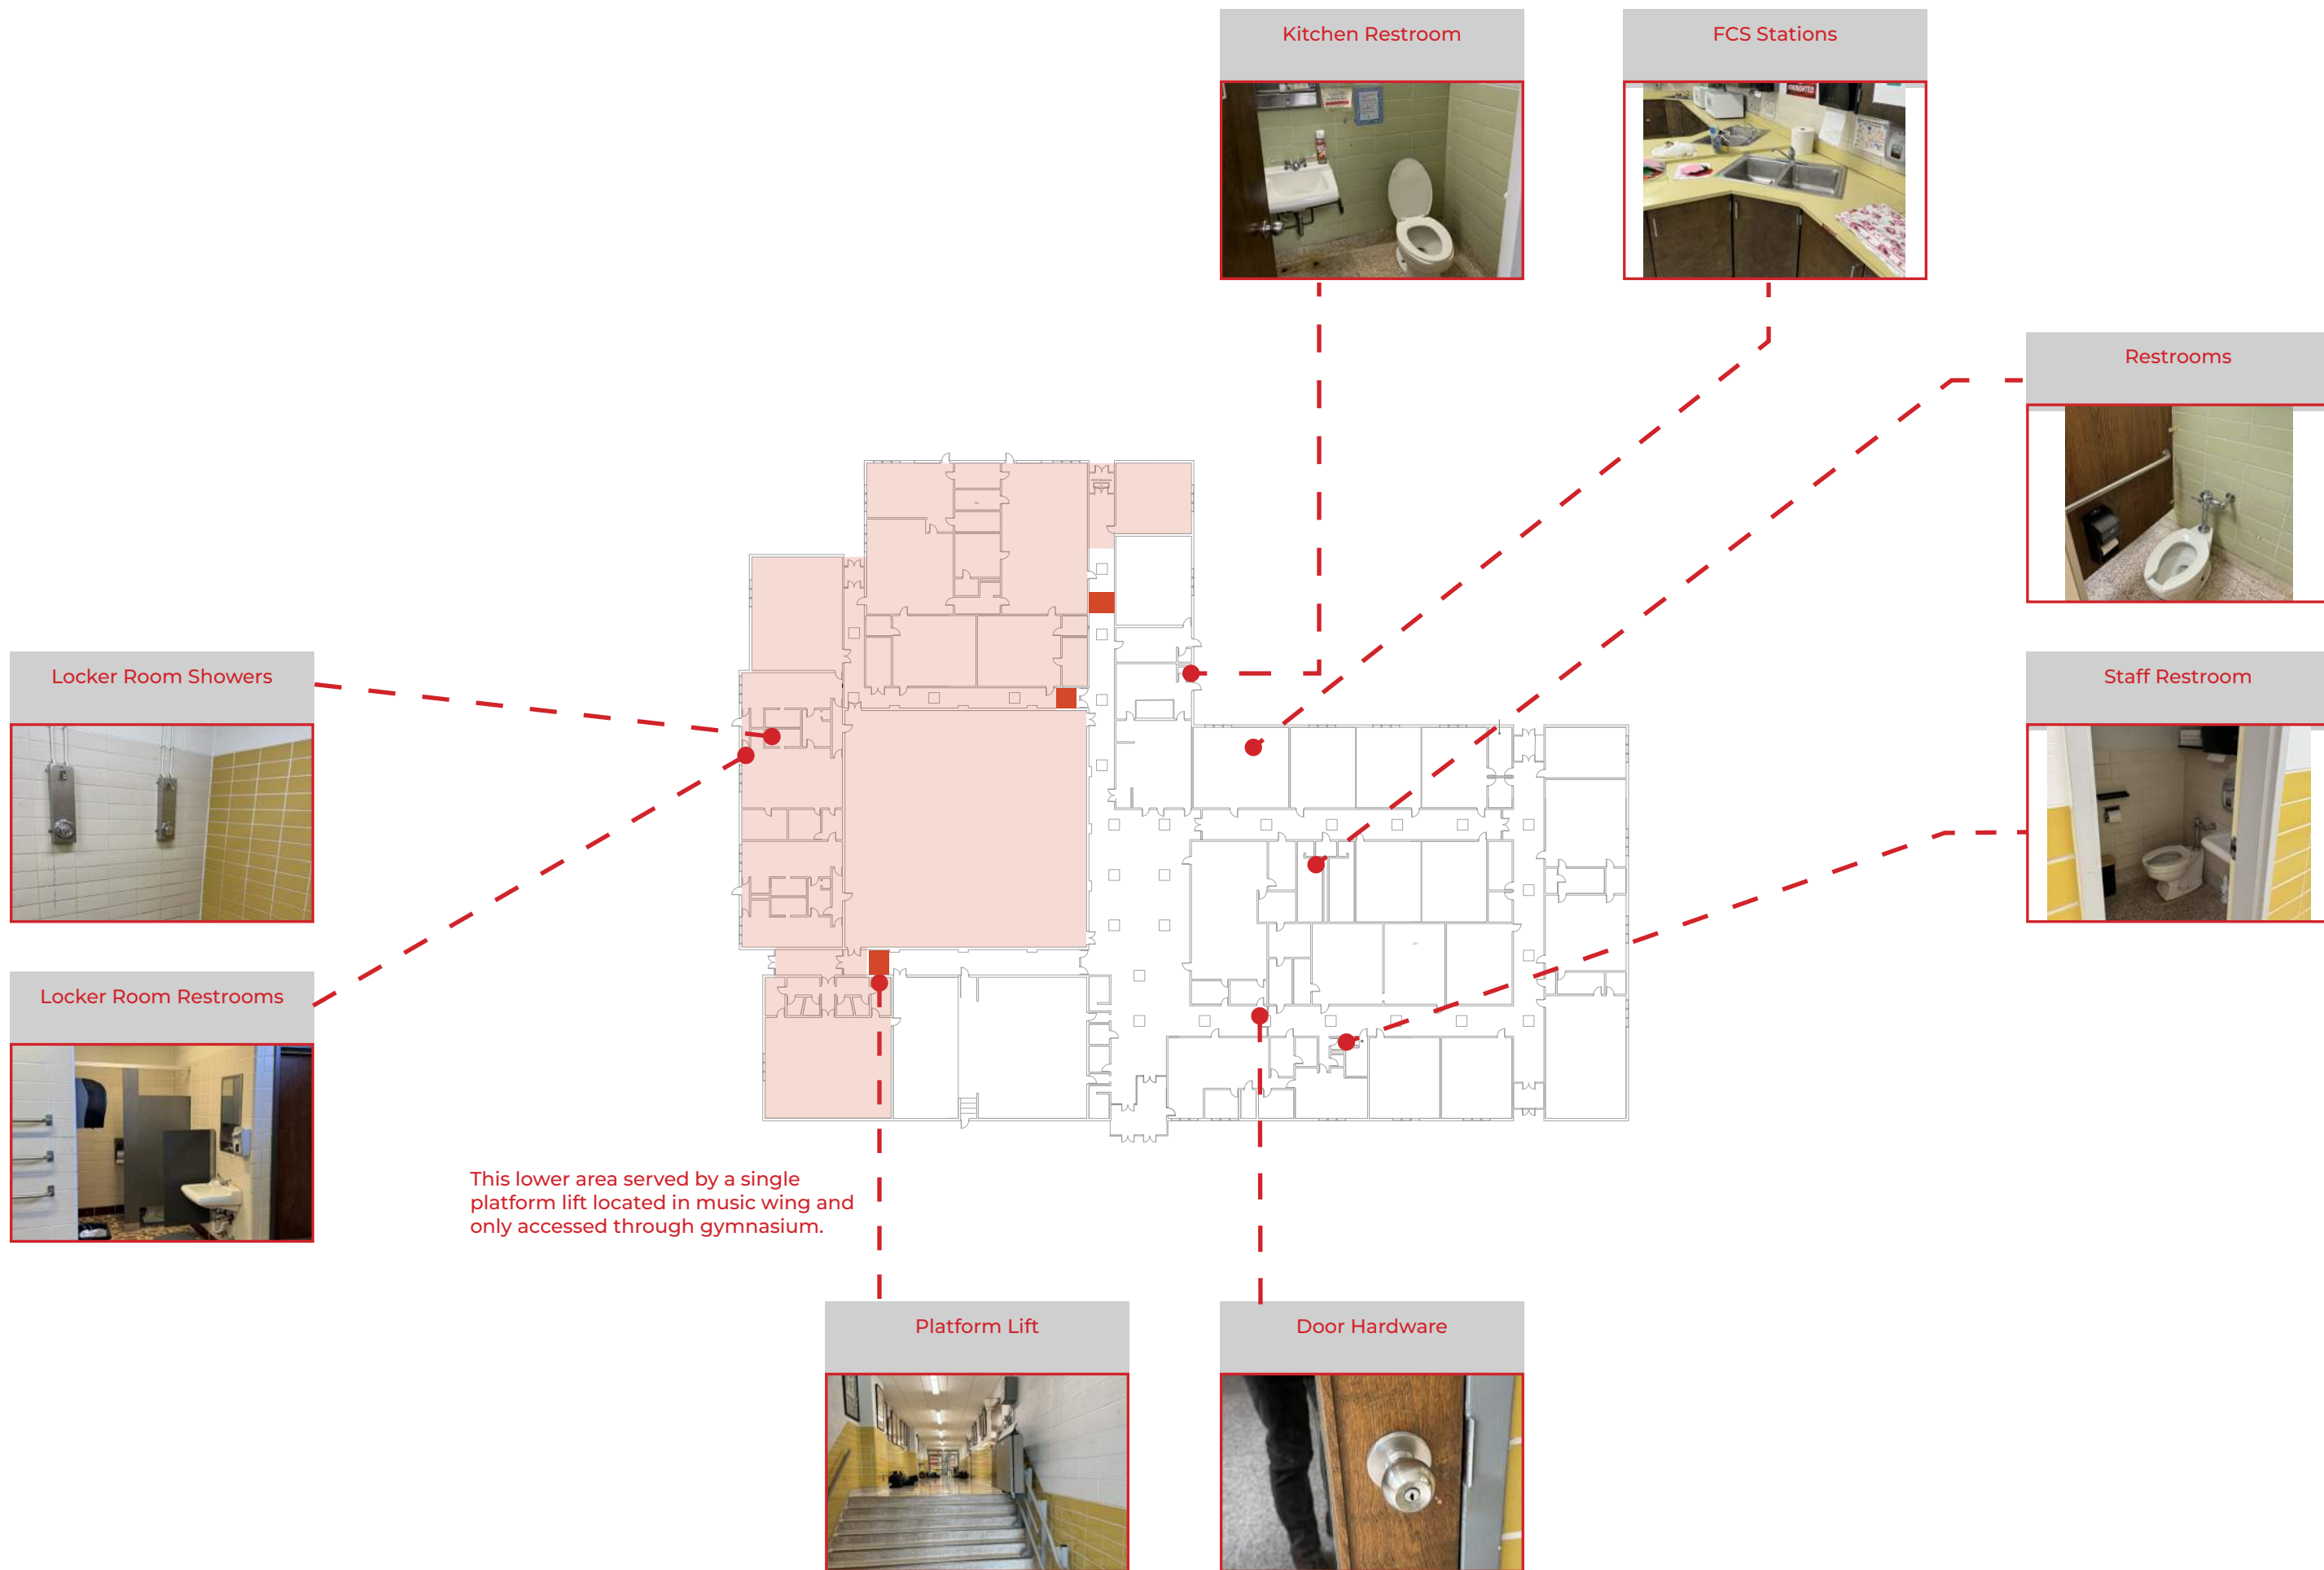 Kitchen Restroom
FCS Stations
Restrooms
Locker Room Showers
Staff Restroom
Locker Room Restrooms
This lower area served by a single
platform lift located in music wing and
only accessed through gymnasium.
Platform Lift
Door Hardware